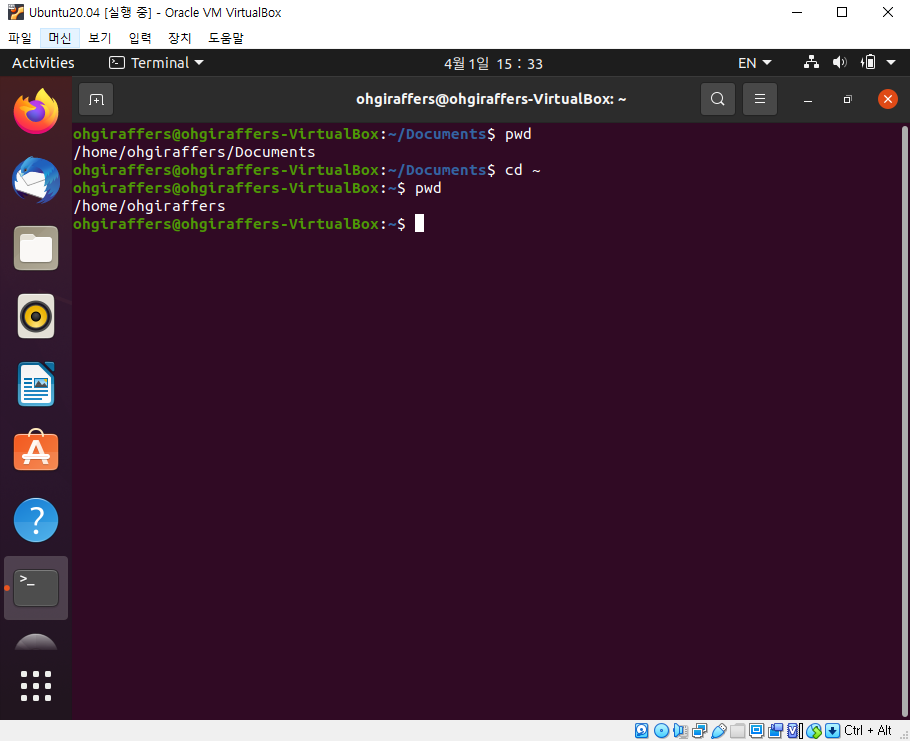 Ubuntu20.04 [실행 중] - Oracle VM VirtualBox
파일 머신 보기 입력 장치 도움말
Activities Terminal 4월 1일 15 : 33 EN
ohgiraffers@ohgiraffers-VirtualBox: ~
ohgiraffers@ohgiraffers-VirtualBox:~/Documents$ pwd
/home/ohgiraffers/Documents
ohgiraffers@ohgiraffers-VirtualBox:~/Documents$ cd ~
ohgiraffers@ohgiraffers-VirtualBox:~$ pwd
/home/ohgiraffers
ohgiraffers@ohgiraffers-VirtualBox:~$
Ctrl + Alt